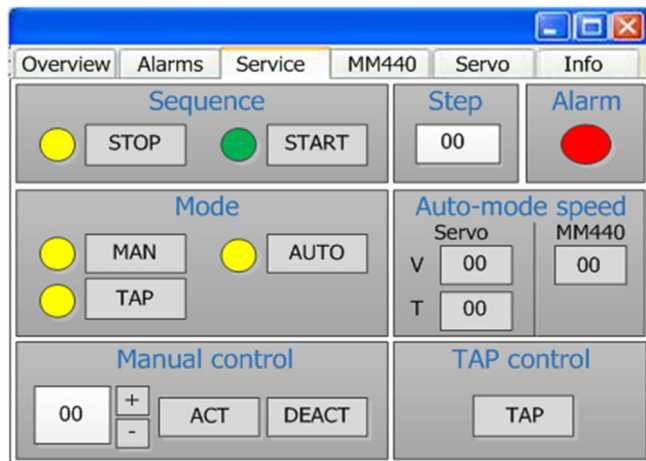 Overview Alarms Service MM440 Servo Info
Sequence
STOP START
Step
00
Alarm
Mode
MAN AUTO
TAP
Auto-mode speed
Servo MM440
V 00 00
T 00
Manual control
00 + - ACT DEACT
TAP control
TAP